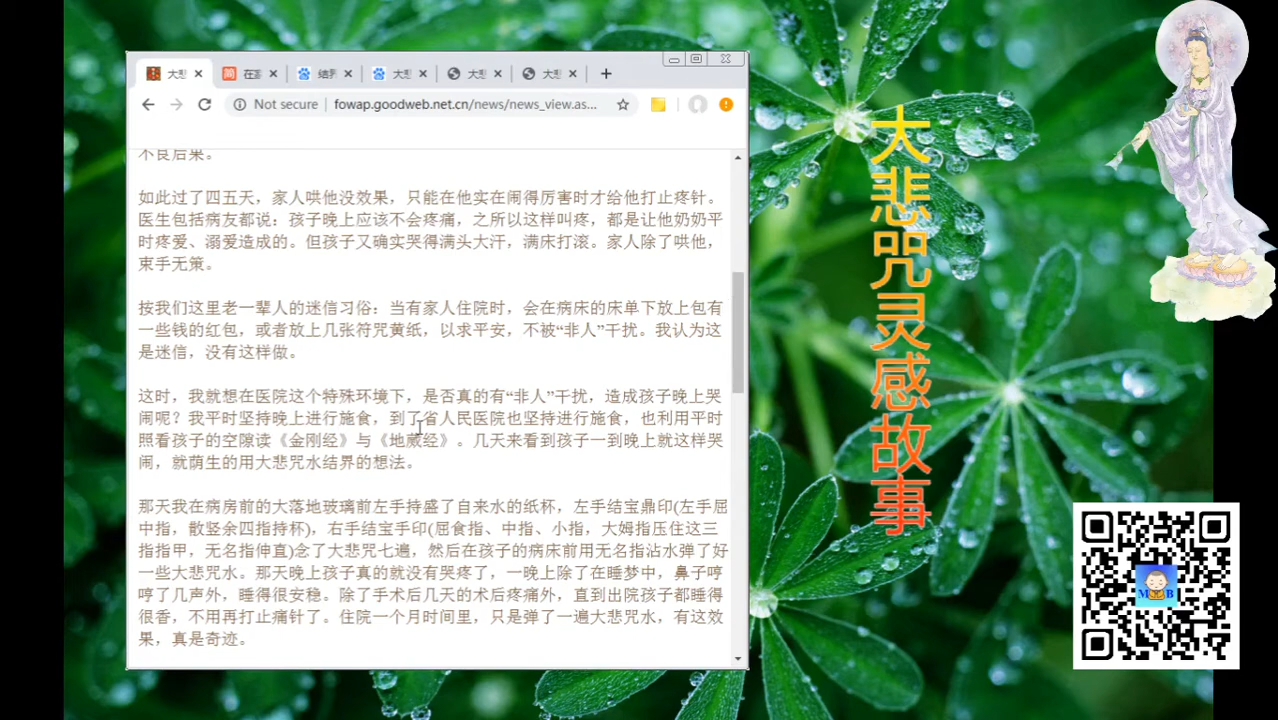 大悲
在家
结界
大悲
大悲
大悲
Not secure
fowap.goodweb.net.cn/news/news_view.as...
不良后果。
如此过了四五天，家人哄他没效果，只能在他实在闹得厉害时才给他打止疼针。
医生包括病友都说：孩子晚上应该不会疼痛，之所以这样叫疼，都是让他奶奶平
时疼爱、溺爱造成的。但孩子又确实哭得满头大汗，满床打滚。家人除了哄他，
束手无策。
按我们这里老一辈人的迷信习俗：当有家人住院时，会在病床的床单下放上包有
一些钱的红包，或者放上几张符咒黄纸，以求平安，不被“非人”干扰。我认为这
是迷信，没有这样做。
这时，我就想在医院这个特殊环境下，是否真的有“非人”干扰，造成孩子晚上哭
闹呢？我平时坚持晚上进行施食，到了省人民医院也坚持进行施食，也利用平时
照看孩子的空隙读《金刚经》与《地藏经》。几天来看到孩子一到晚上就这样哭
闹，就荫生的用大悲咒水结界的想法。
那天我在病房前的大落地玻璃前左手持盛了自来水的纸杯，左手结宝鼎印(左手屈
中指，散竖余四指持杯)，右手结宝手印(屈食指、中指、小指，大姆指压住这三
指指甲，无名指伸直)念了大悲咒七遍，然后在孩子的病床前用无名指沾水弹了好
一些大悲咒水。那天晚上孩子真的就没有哭疼了，一晚上除了在睡梦中，鼻子哼
哼了几声外，睡得很安稳。除了手术后几天的术后疼痛外，直到出院孩子都睡得
很香，不用再打止痛针了。住院一个月时间里，只是弹了一遍大悲咒水，有这效
果，真是奇迹。
大悲咒灵感故事
M B